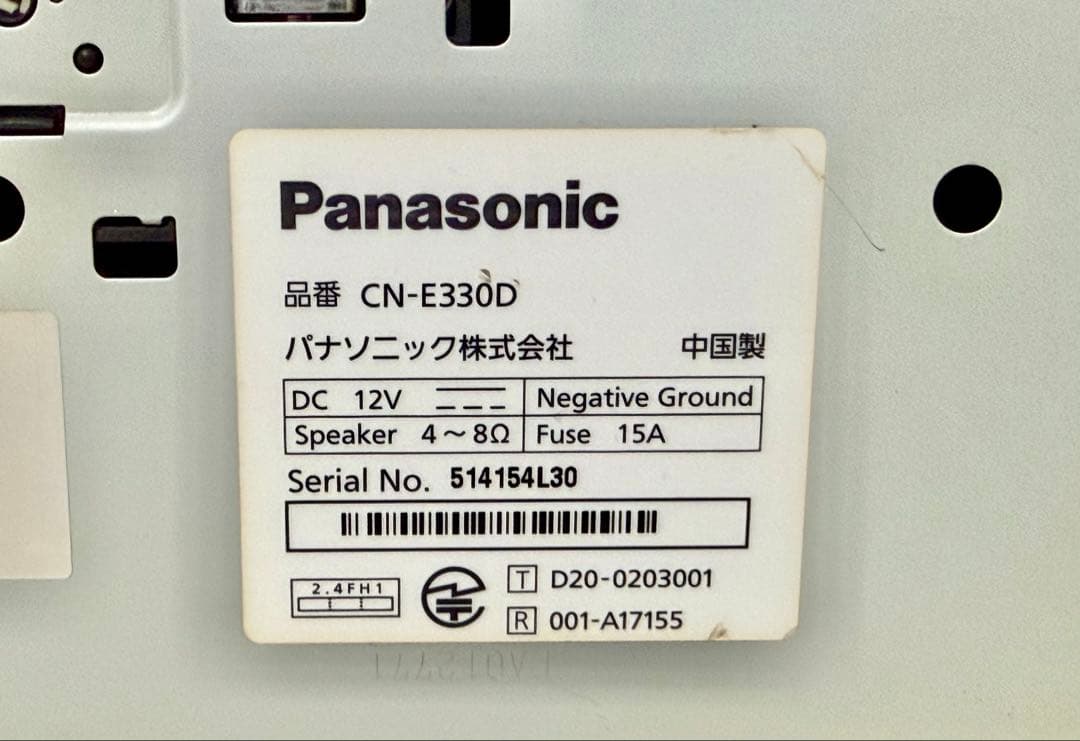 Panasonic
品番 CN-E330D
パナソニック株式会社 中国製
DC 12V Negative Ground
Speaker 4～8Ω Fuse 15A
Serial No. 514154L30
2.4FH1
T D20-0203001
R 001-A17155